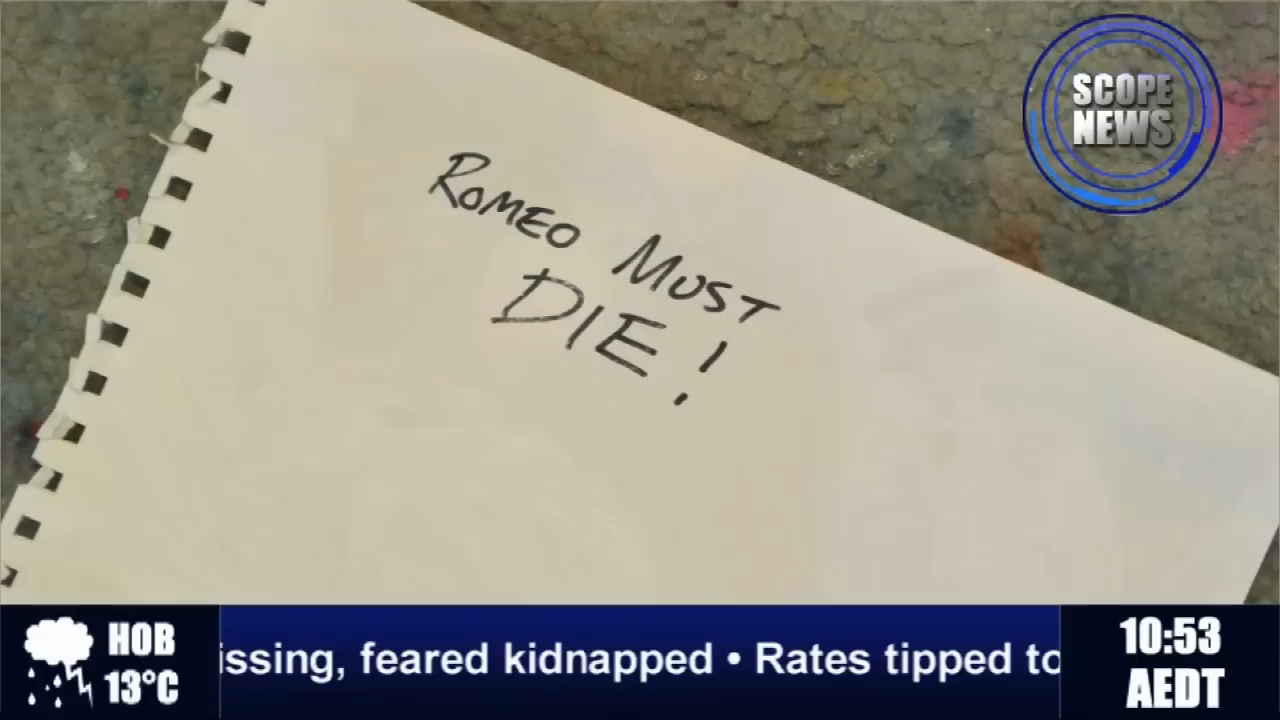 SCOPE
NEWS
ROMEO MUST
DIE!
HOB
13°C
issing, feared kidnapped • Rates tipped to
10:53
AEDT